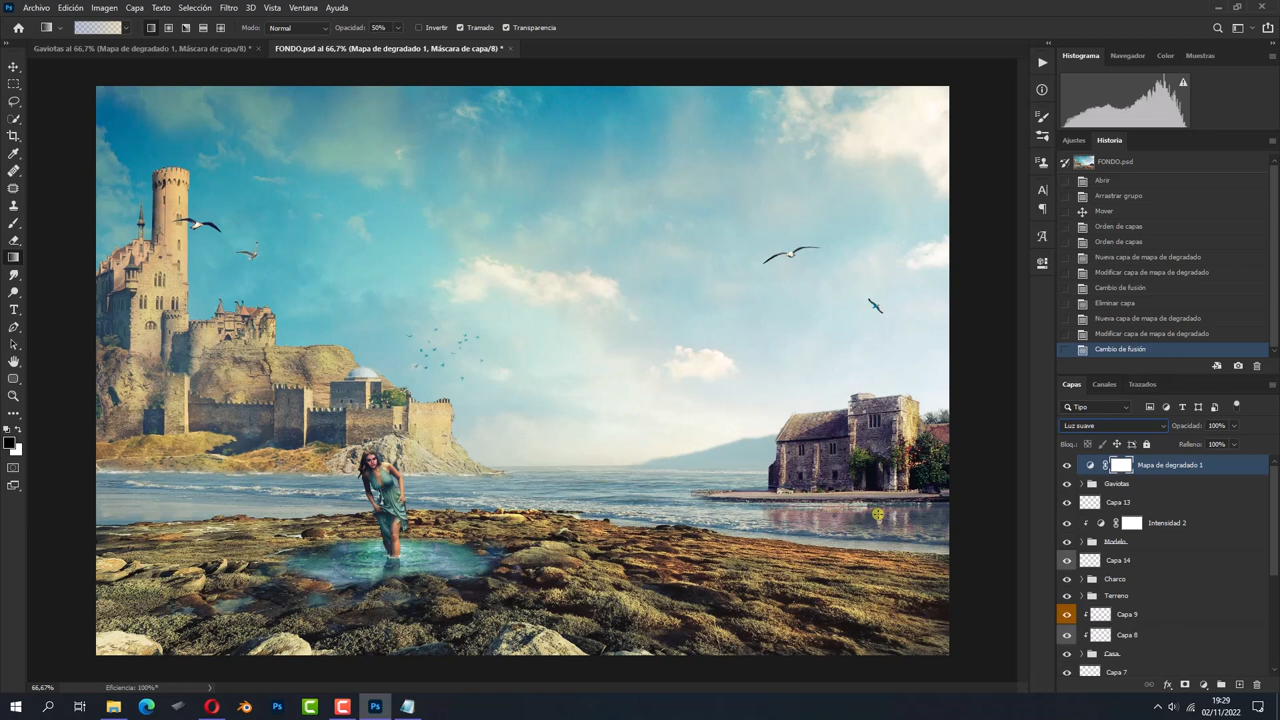 Archivo Edición Imagen Capa Texto Selección Filtro 3D Vista Ventana Ayuda
Modo: Normal Opacidad: 50% Invertir Tramado Transparencia
Gaviotas al 66,7% (Mapa de degradado 1, Máscara de capa/8) * × FONDO.psd al 66,7% (Mapa de degradado 1, Máscara de capa/8) * ×
Histograma Navegador Color Muestras
Ajustes Historia
FONDO.psd
Abrir
Arrastrar grupo
Mover
Orden de capas
Orden de capas
Nueva capa de mapa de degradado
Modificar capa de mapa de degradado
Cambio de fusión
Eliminar capa
Nueva capa de mapa de degradado
Modificar capa de mapa de degradado
Cambio de fusión
Capas Canales Trazados
Tipo
Luz suave Opacidad: 100%
Bloq.: Relleno: 100%
Mapa de degradado 1
Gaviotas
Capa 13
Intensidad 2
Modelo
Capa 14
Charco
Terreno
Capa 9
Capa 8
Casa
Capa 7
66,67% Eficiencia: 100%*
19:29
02/11/2022